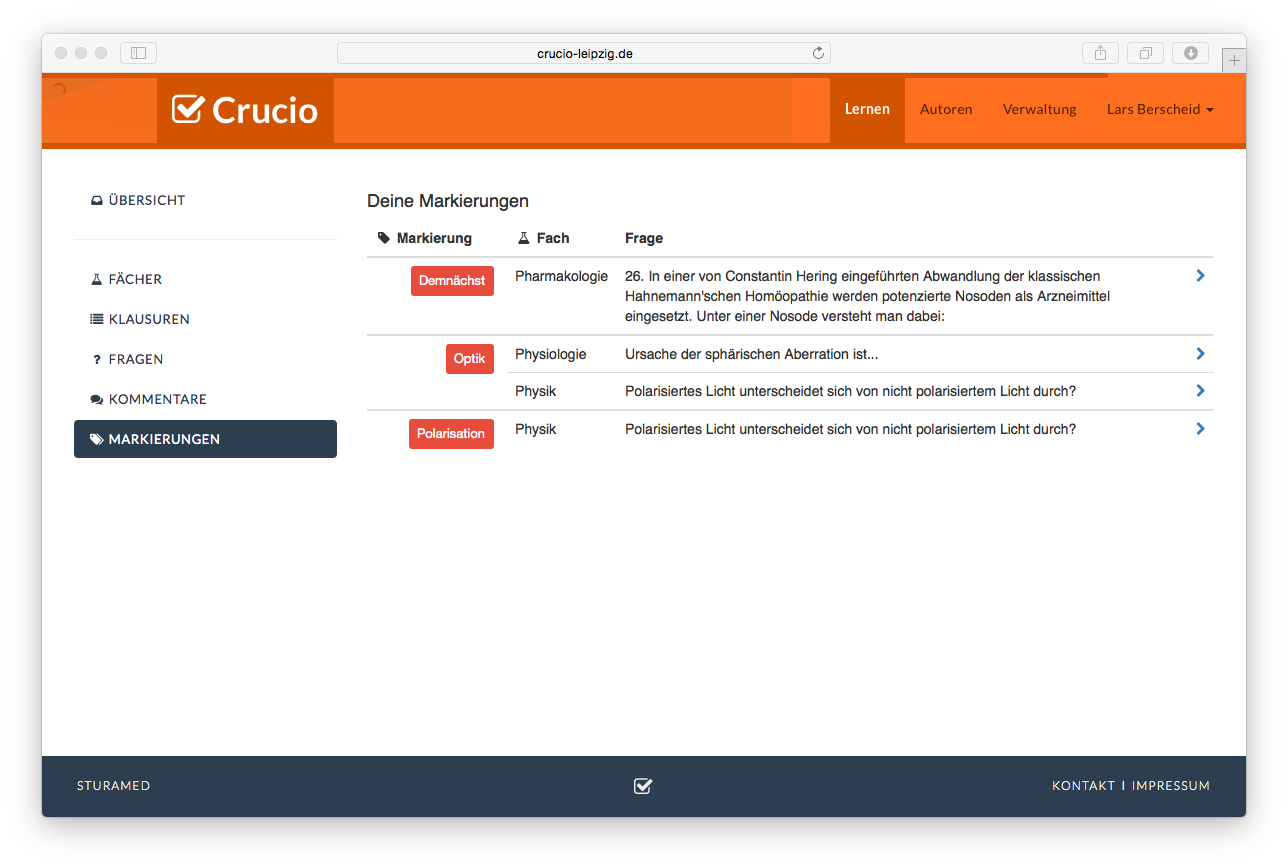 crucio-leipzig.de
Crucio
Lernen
Autoren
Verwaltung
Lars Berscheid
ÜBERSICHT
FÄCHER
KLAUSUREN
? FRAGEN
KOMMENTARE
MARKIERUNGEN
Deine Markierungen
Markierung Fach Frage
Demnächst Pharmakologie 26. In einer von Constantin Hering eingeführten Abwandlung der klassischen
Hahnemann'schen Homöopathie werden potenzierte Nosoden als Arzneimittel
eingesetzt. Unter einer Nosode versteht man dabei:
Optik Physiologie Ursache der sphärischen Aberration ist...
Physik Polarisiertes Licht unterscheidet sich von nicht polarisiertem Licht durch?
Polarisation Physik Polarisiertes Licht unterscheidet sich von nicht polarisiertem Licht durch?
STURAMED
KONTAKT | IMPRESSUM